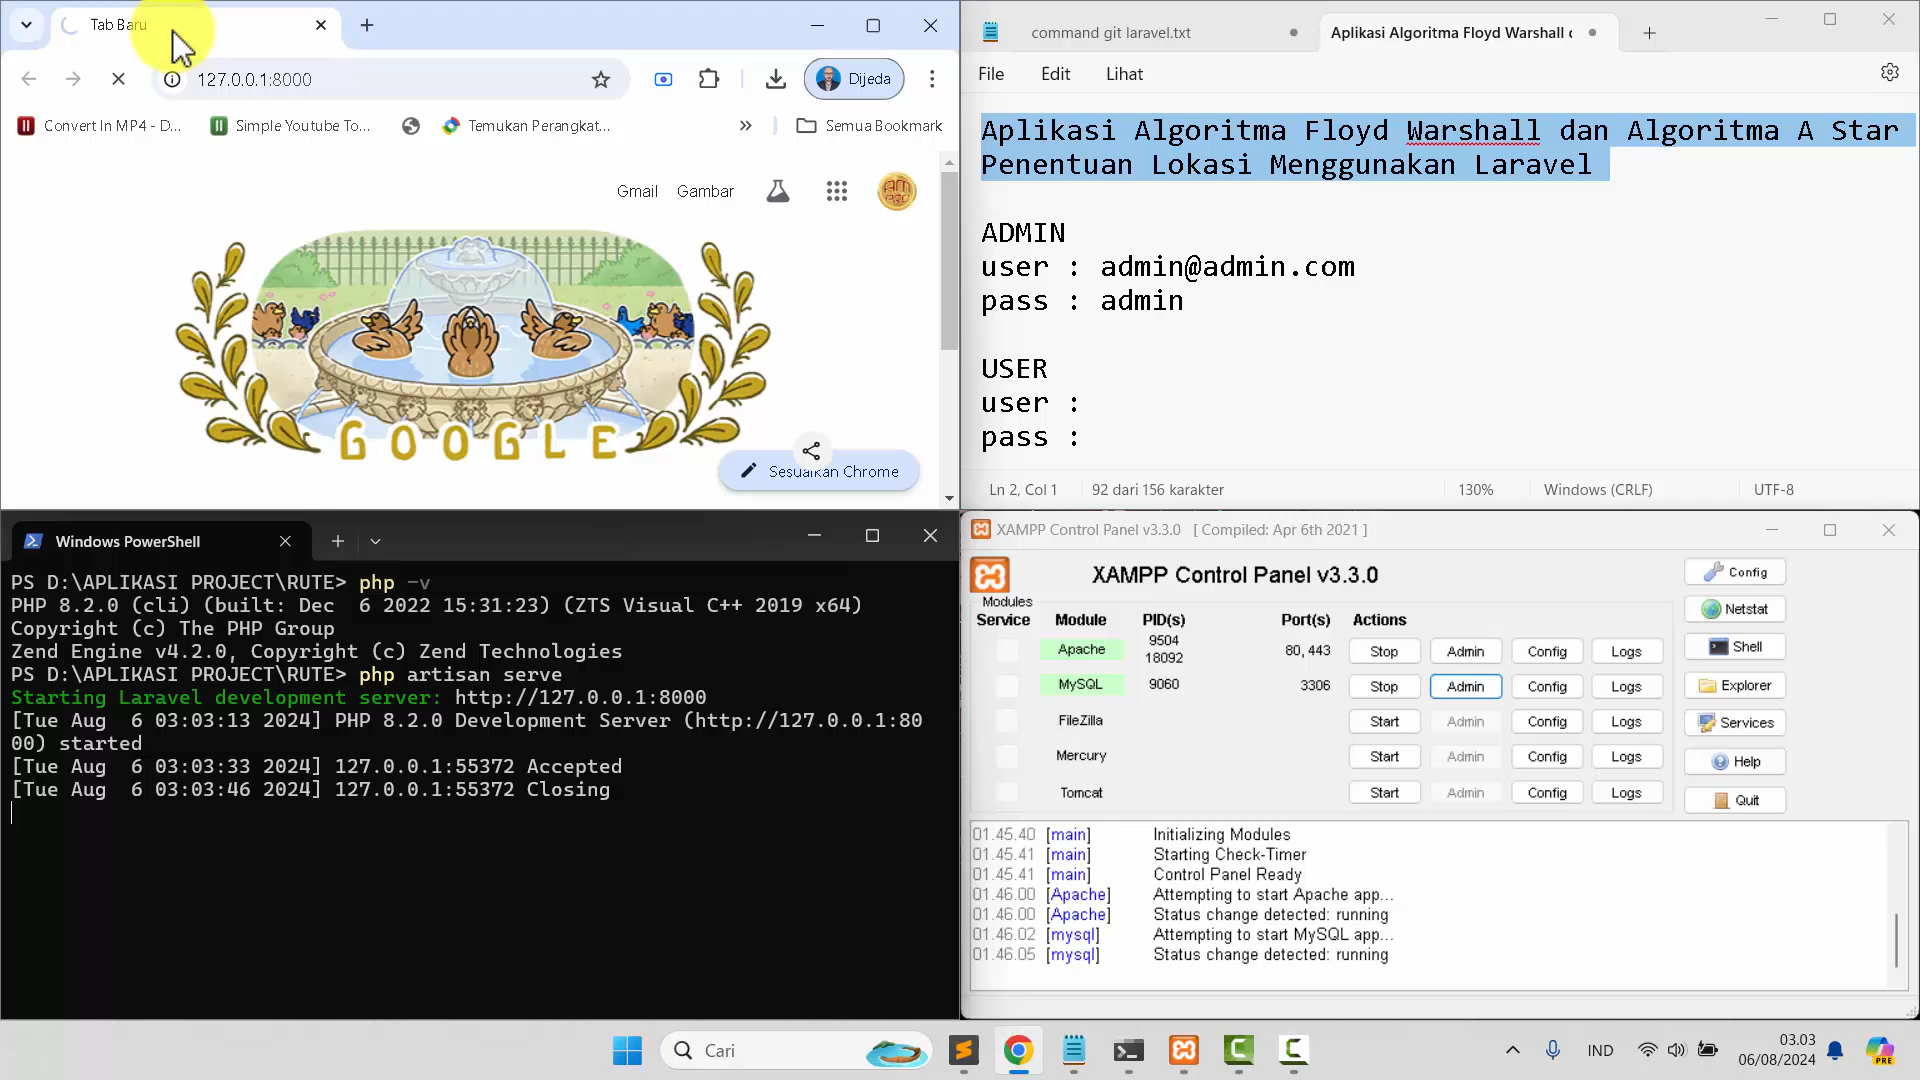 Tab Baru
127.0.0.1:8000
Dijeda
Convert In MP4 - D...
Simple Youtube To...
Temukan Perangkat...
Semua Bookmark
Gmail
Gambar
GOOGLE
Sesuaikan Chrome
command git laravel.txt
Aplikasi Algoritma Floyd Warshall c
File
Edit
Lihat
Aplikasi Algoritma Floyd Warshall dan Algoritma A Star
Penentuan Lokasi Menggunakan Laravel
ADMIN
user : admin@admin.com
pass : admin
USER
user :
pass :
Ln 2, Col 1
92 dari 156 karakter
130%
Windows (CRLF)
UTF-8
Windows PowerShell
PS D:\APLIKASI PROJECT\RUTE> php -v
PHP 8.2.0 (cli) (built: Dec  6 2022 15:31:23) (ZTS Visual C++ 2019 x64)
Copyright (c) The PHP Group
Zend Engine v4.2.0, Copyright (c) Zend Technologies
PS D:\APLIKASI PROJECT\RUTE> php artisan serve
Starting Laravel development server: http://127.0.0.1:8000
[Tue Aug  6 03:03:13 2024] PHP 8.2.0 Development Server (http://127.0.0.1:80
00) started
[Tue Aug  6 03:03:33 2024] 127.0.0.1:55372 Accepted
[Tue Aug  6 03:03:46 2024] 127.0.0.1:55372 Closing
XAMPP Control Panel v3.3.0 [ Compiled: Apr 6th 2021 ]
XAMPP Control Panel v3.3.0
Modules
Service Module PID(s) Port(s) Actions
Apache 9504 18092 80, 443 Stop Admin Config Logs
MySQL 9060 3306 Stop Admin Config Logs
FileZilla Start Admin Config Logs
Mercury Start Admin Config Logs
Tomcat Start Admin Config Logs
Config
Netstat
Shell
Explorer
Services
Help
Quit
01.45.40 [main] Initializing Modules
01.45.41 [main] Starting Check-Timer
01.45.41 [main] Control Panel Ready
01.46.00 [Apache] Attempting to start Apache app...
01.46.00 [Apache] Status change detected: running
01.46.02 [mysql] Attempting to start MySQL app...
01.46.05 [mysql] Status change detected: running
Cari
IND
03.03
06/08/2024
PRE